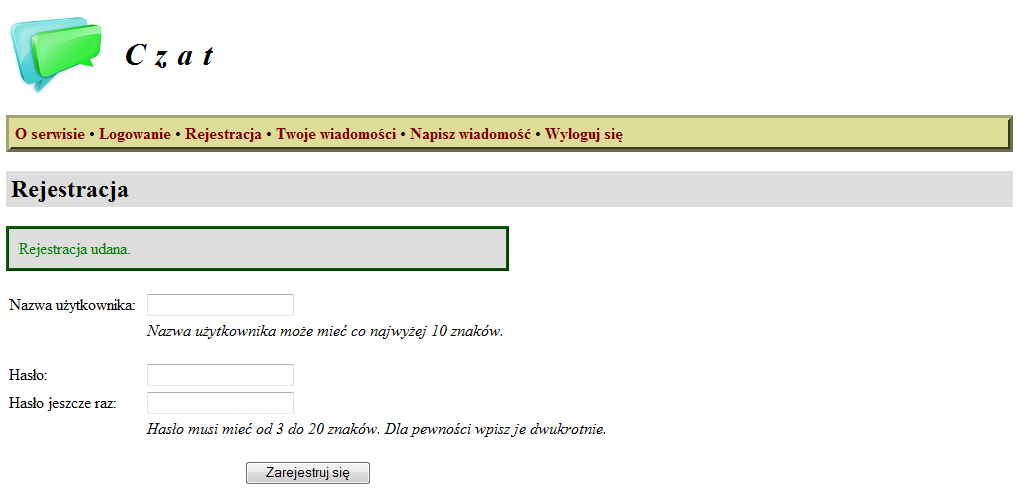 Czat
O serwisie • Logowanie • Rejestracja • Twoje wiadomości • Napisz wiadomość • Wyloguj się
Rejestracja
Rejestracja udana.
Nazwa użytkownika:
Nazwa użytkownika może mieć co najwyżej 10 znaków.
Hasło:
Hasło jeszcze raz:
Hasło musi mieć od 3 do 20 znaków. Dla pewności wpisz je dwukrotnie.
Zarejestruj się